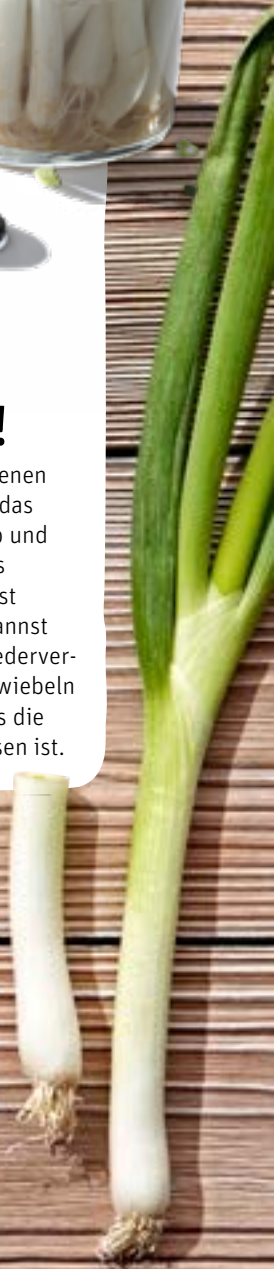 !
enen
das
und
s
st
annst
ederver-
wiebeln
s die
sen ist.